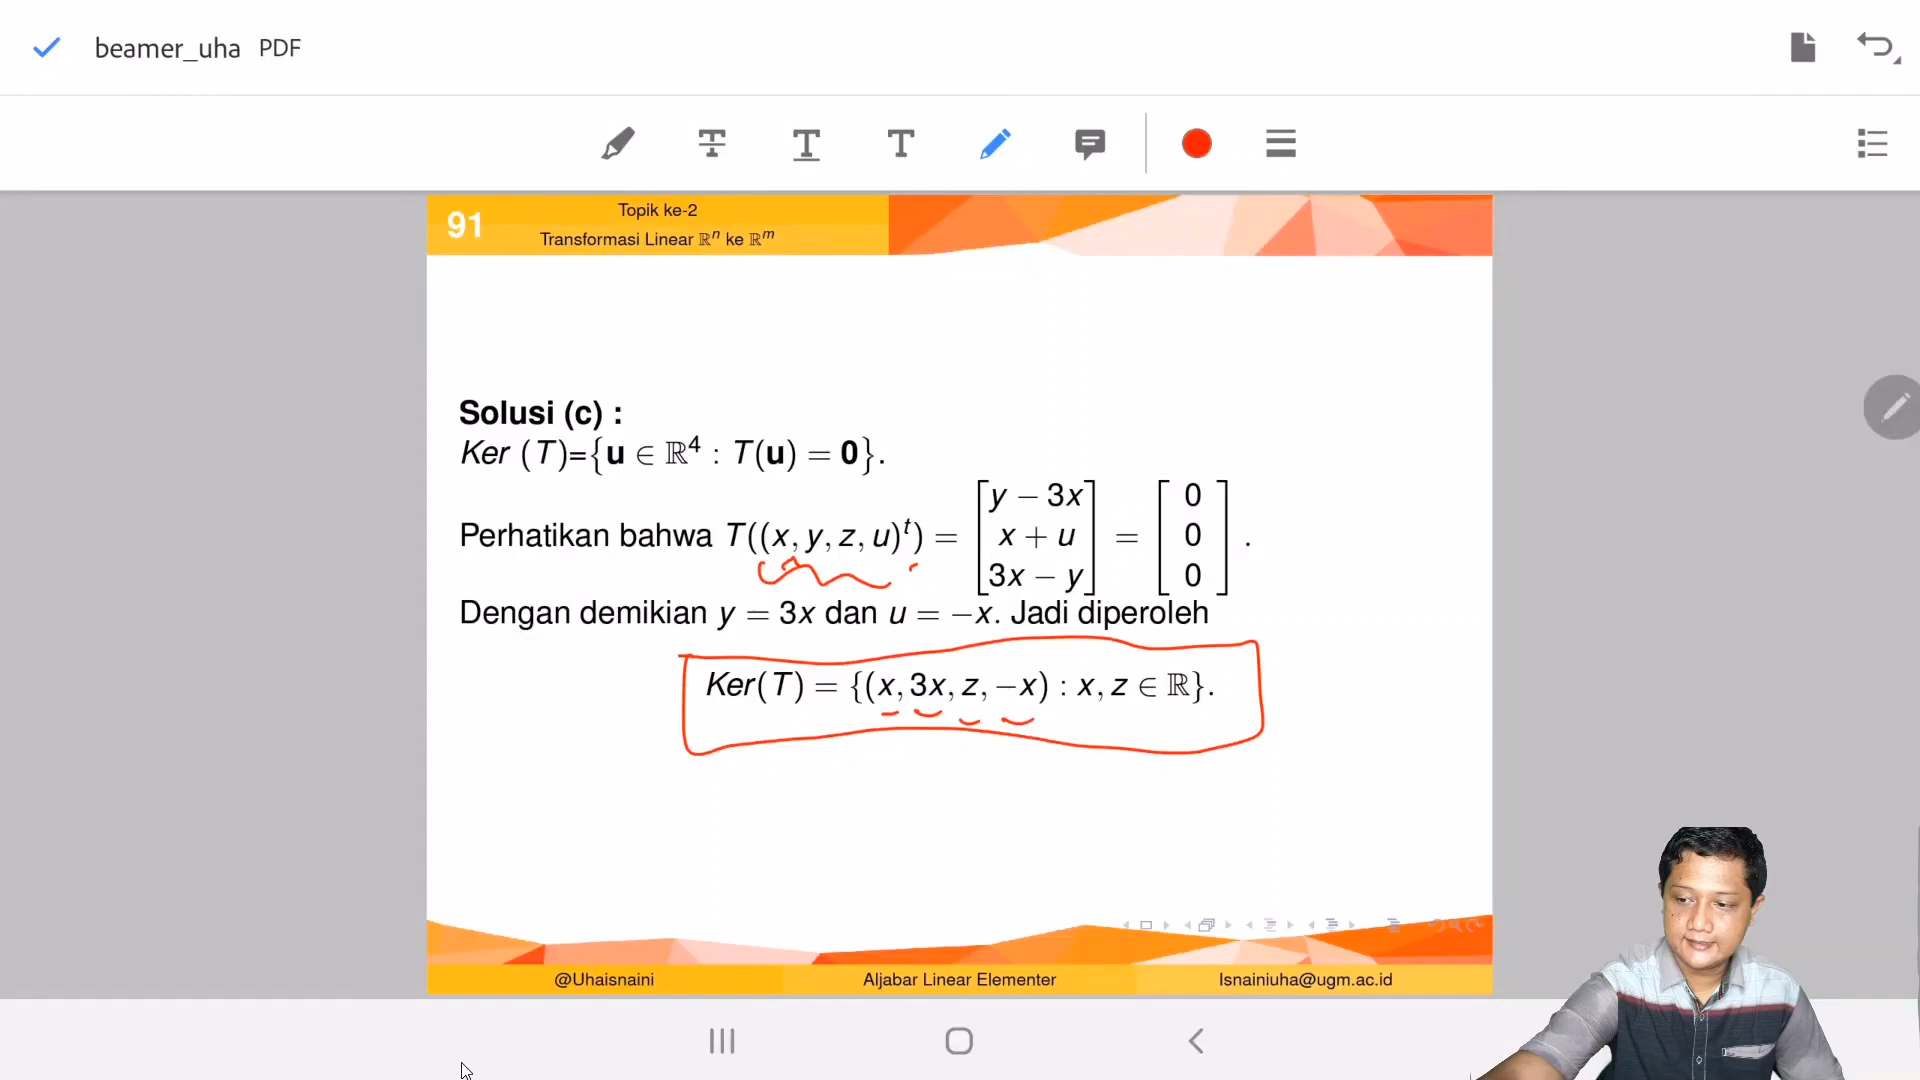 beamer_uha PDF
91
Topik ke-2
Transformasi Linear ℝⁿ ke ℝᵐ
Solusi (c) :
Ker (T)={u ∈ ℝ⁴ : T(u) = 0}.
Perhatikan bahwa T((x, y, z, u)ᵗ) = [y − 3x; x + u; 3x − y] = [0; 0; 0] .
Dengan demikian y = 3x dan u = −x. Jadi diperoleh
Ker(T) = {(x, 3x, z, −x) : x, z ∈ ℝ}.
@Uhaisnaini Aljabar Linear Elementer Isnainiuha@ugm.ac.id